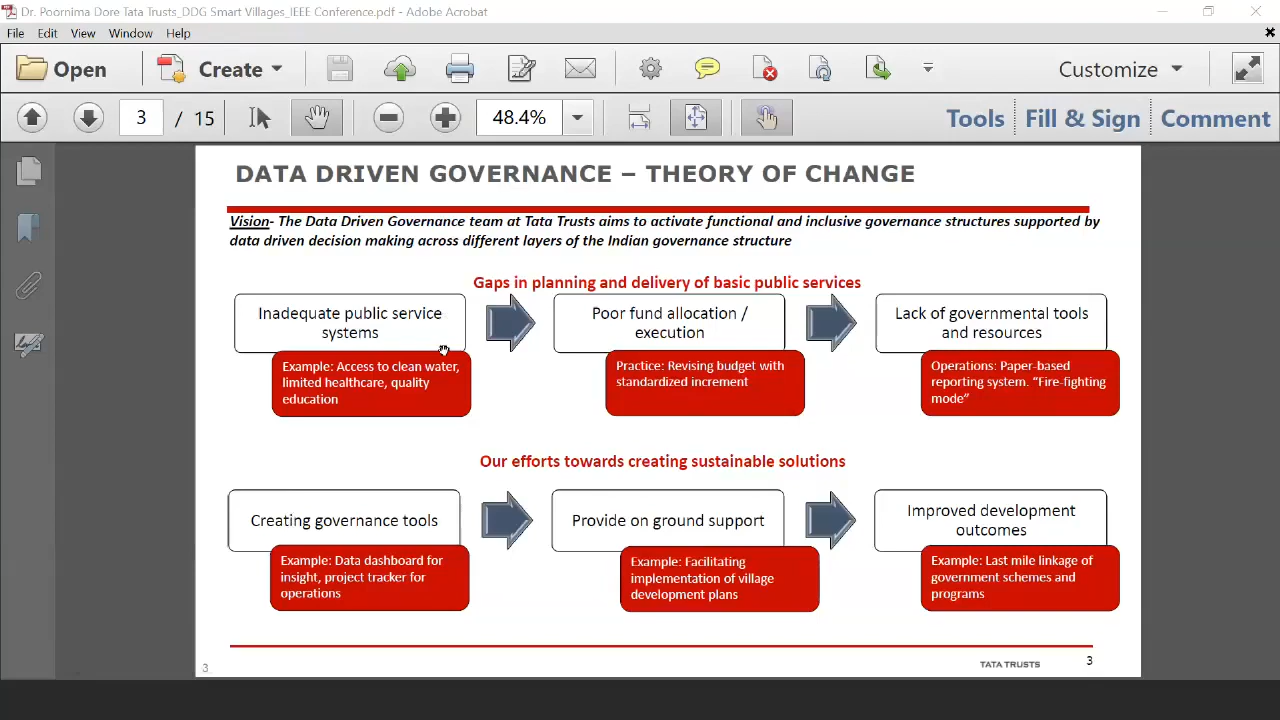 Dr. Poornima Dore Tata Trusts_DDG Smart Villages_IEEE Conference.pdf - Adobe Acrobat
File Edit View Window Help
Open Create Customize
3 / 15 48.4% Tools Fill & Sign Comment
DATA DRIVEN GOVERNANCE – THEORY OF CHANGE
Vision- The Data Driven Governance team at Tata Trusts aims to activate functional and inclusive governance structures supported by
data driven decision making across different layers of the Indian governance structure
Gaps in planning and delivery of basic public services
Inadequate public service
systems
Example: Access to clean water,
limited healthcare, quality
education
Poor fund allocation /
execution
Practice: Revising budget with
standardized increment
Lack of governmental tools
and resources
Operations: Paper-based
reporting system. "Fire-fighting
mode"
Our efforts towards creating sustainable solutions
Creating governance tools
Example: Data dashboard for
insight, project tracker for
operations
Provide on ground support
Example: Facilitating
implementation of village
development plans
Improved development
outcomes
Example: Last mile linkage of
government schemes and
programs
3
TATA TRUSTS
3